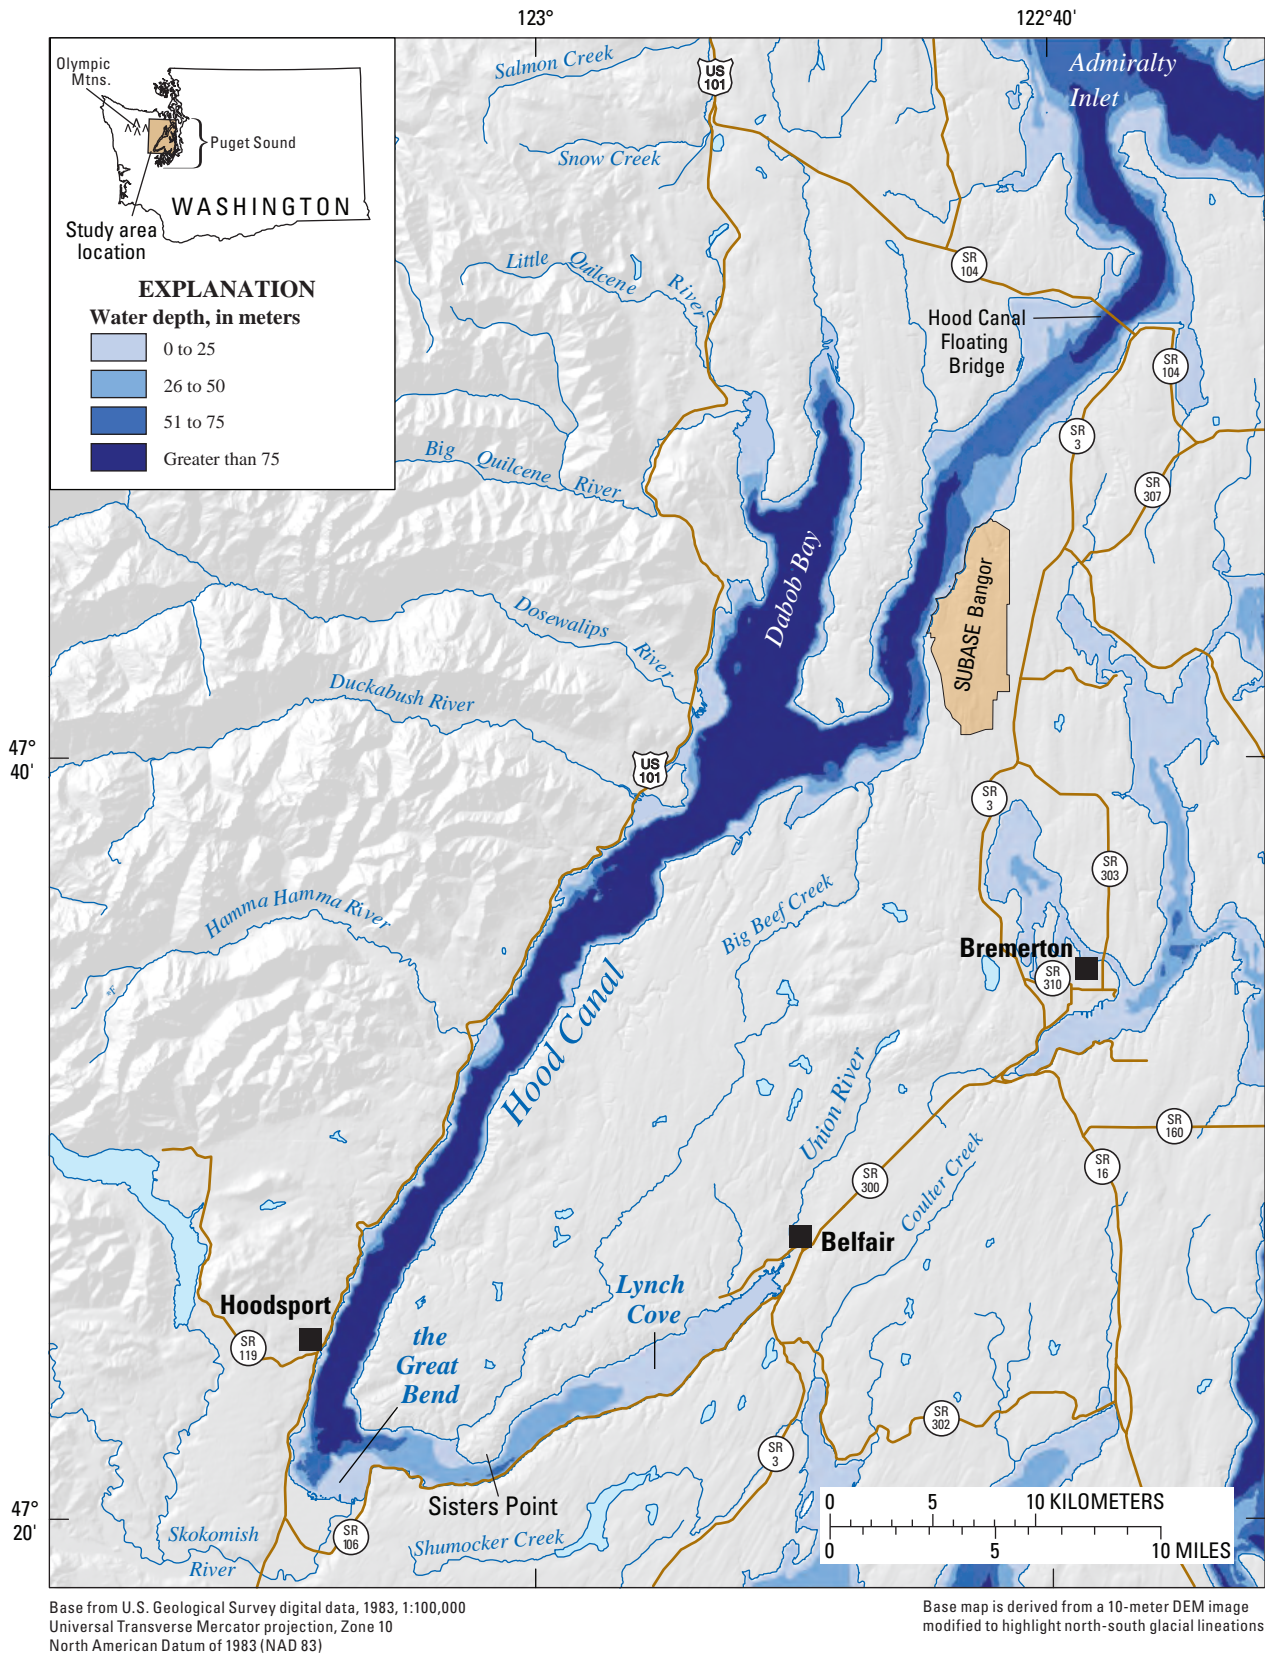 123°
122°40'
Olympic
Mtns.
Puget Sound
WASHINGTON
Study area
location
EXPLANATION
Water depth, in meters
0 to 25
26 to 50
51 to 75
Greater than 75
Salmon Creek
US
101
Admiralty
Inlet
Snow Creek
Little Quilcene River
SR
104
Hood Canal
Floating
Bridge
SR
104
SR
3
Big Quilcene River
SR
307
Dabob Bay
SUBASE Bangor
Dosewalips River
Duckabush River
47°
40'
US
101
SR
3
SR
303
Hamma Hamma River
Big Beef Creek
Bremerton
SR
310
Hood Canal
Union River
SR
160
SR
16
SR
300
Coulter Creek
Belfair
Lynch
Cove
Hoodsport
SR
119
the
Great
Bend
SR
302
SR
3
Sisters Point
47°
20'
Skokomish
River
SR
106
Shumocker Creek
0 5 10 KILOMETERS
0 5 10 MILES
Base from U.S. Geological Survey digital data, 1983, 1:100,000
Universal Transverse Mercator projection, Zone 10
North American Datum of 1983 (NAD 83)
Base map is derived from a 10-meter DEM image
modified to highlight north-south glacial lineations